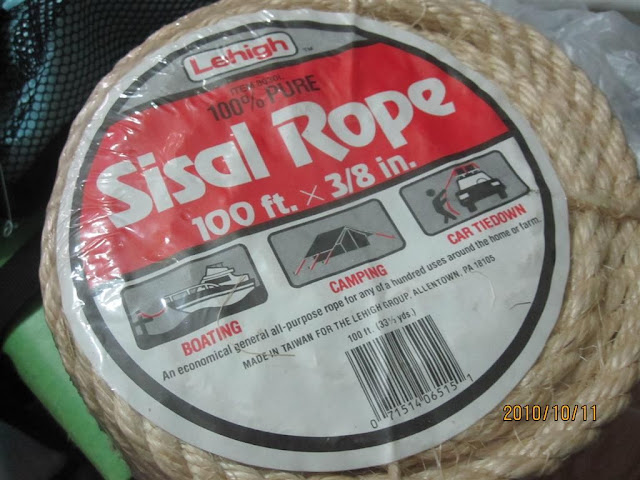 Lehigh™
100% PURE
Sisal Rope
100 ft. × 3/8 in.
BOATING
CAMPING
CAR TIEDOWN
An economical general all-purpose rope for any of a hundred uses around the home or farm.
MADE IN TAIWAN FOR THE LEHIGH GROUP, ALLENTOWN, PA 18105
100 ft. (33⅓ yds.)
0 71514 06515 1
2010/10/11